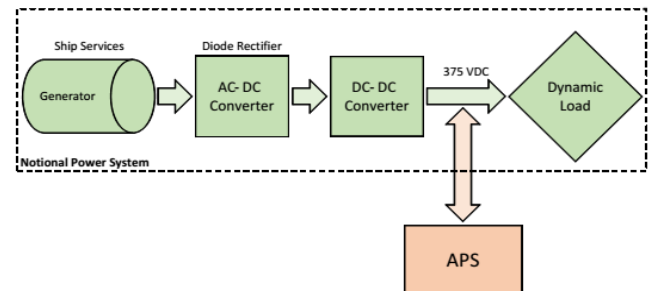 Ship Services
Diode Rectifier
Generator
AC- DC
Converter
DC- DC
Converter
375 VDC
Dynamic
Load
Notional Power System
APS